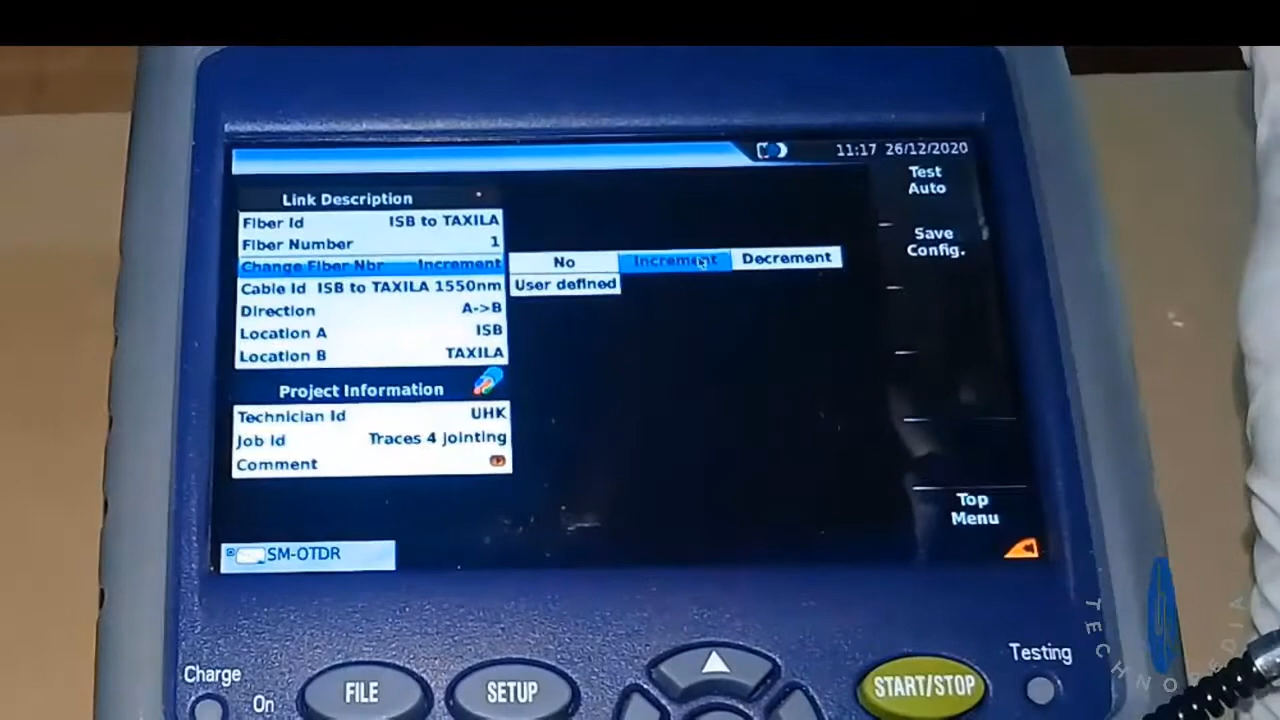 11:17 26/12/2020
Test
Auto
Link Description
Fiber Id ISB to TAXILA
Fiber Number 1
Change Fiber Nbr Increment
No Increment Decrement
User defined
Save
Config.
Cable Id ISB to TAXILA 1550nm
Direction A->B
Location A ISB
Location B TAXILA
Project Information
Technician Id UHK
Job Id Traces 4 jointing
Comment
Top
Menu
SM-OTDR
Charge
On
FILE
SETUP
START/STOP
Testing